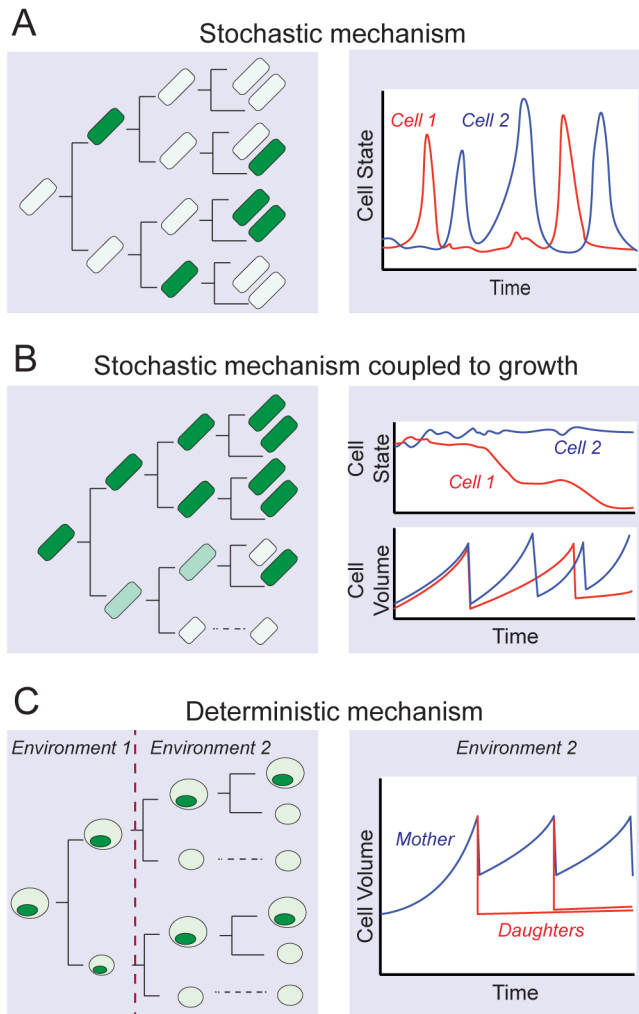 A
Stochastic mechanism
Cell 1
Cell 2
Cell State
Time
B
Stochastic mechanism coupled to growth
Cell
State
Cell 2
Cell 1
Cell
Volume
Time
C
Deterministic mechanism
Environment 1
Environment 2
Environment 2
Mother
Cell Volume
Daughters
Time